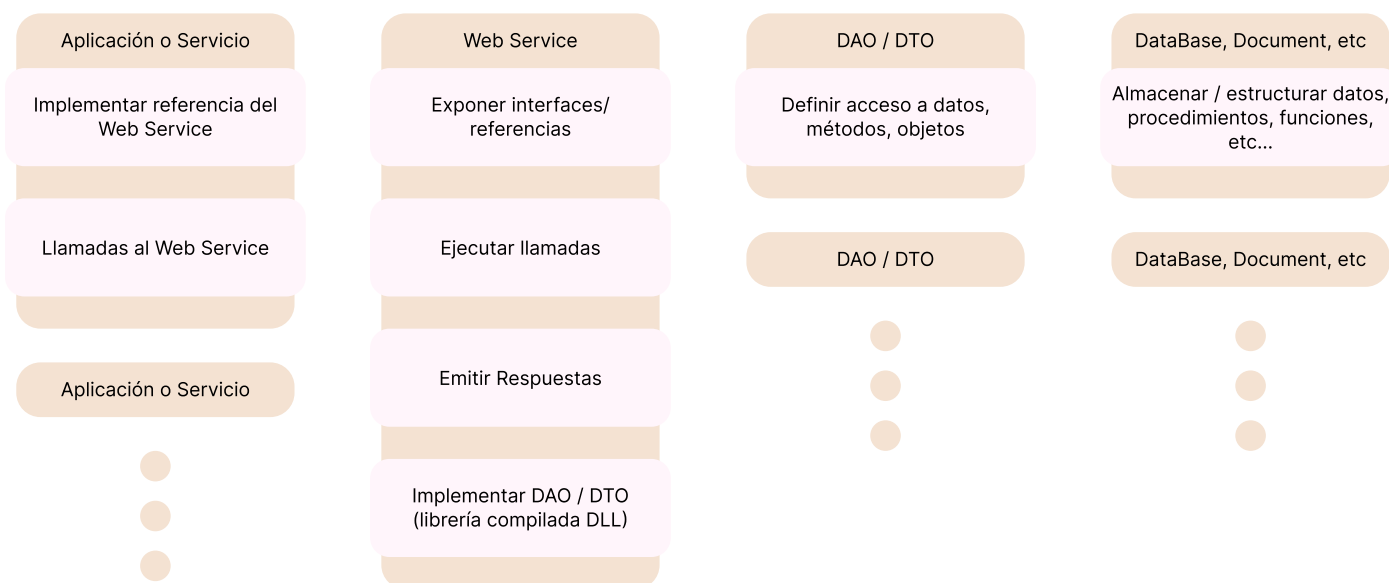 Aplicación o Servicio
Implementar referencia del
Web Service
Llamadas al Web Service
Aplicación o Servicio
Web Service
Exponer interfaces/
referencias
Ejecutar llamadas
Emitir Respuestas
Implementar DAO / DTO
(librería compilada DLL)
DAO / DTO
Definir acceso a datos,
métodos, objetos
DAO / DTO
DataBase, Document, etc
Almacenar / estructurar datos,
procedimientos, funciones,
etc...
DataBase, Document, etc